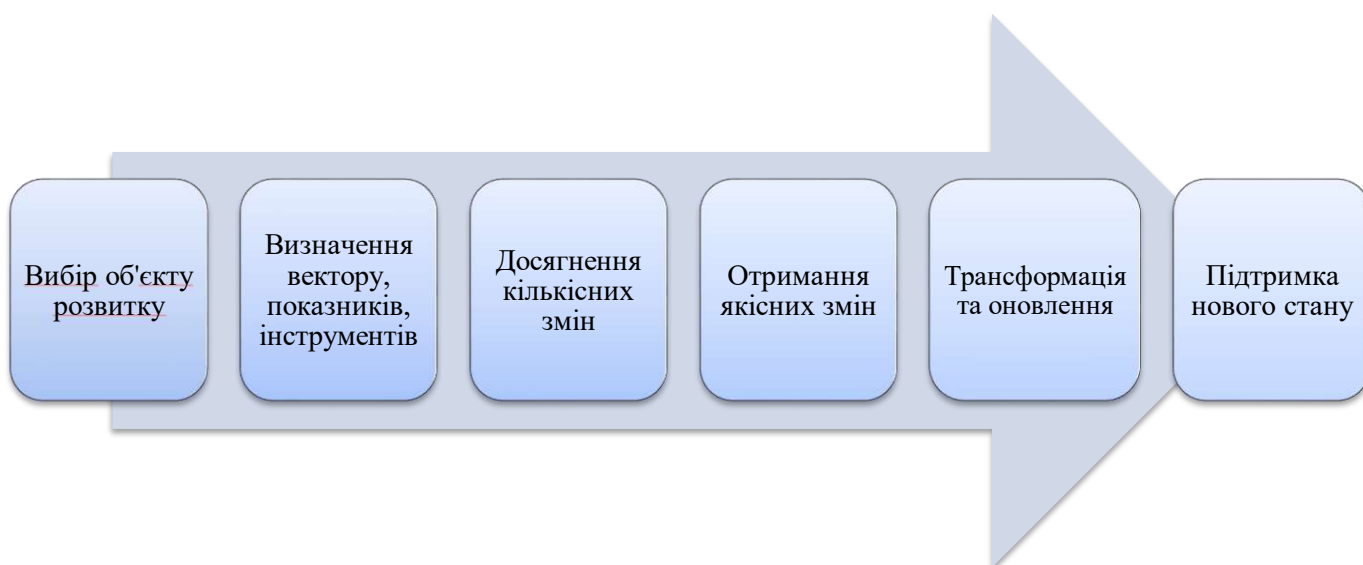 Вибір об'єкту
розвитку
Визначення
вектору,
показників,
інструментів
Досягнення
кількісних
змін
Отримання
якісних змін
Трансформація
та оновлення
Підтримка
нового стану